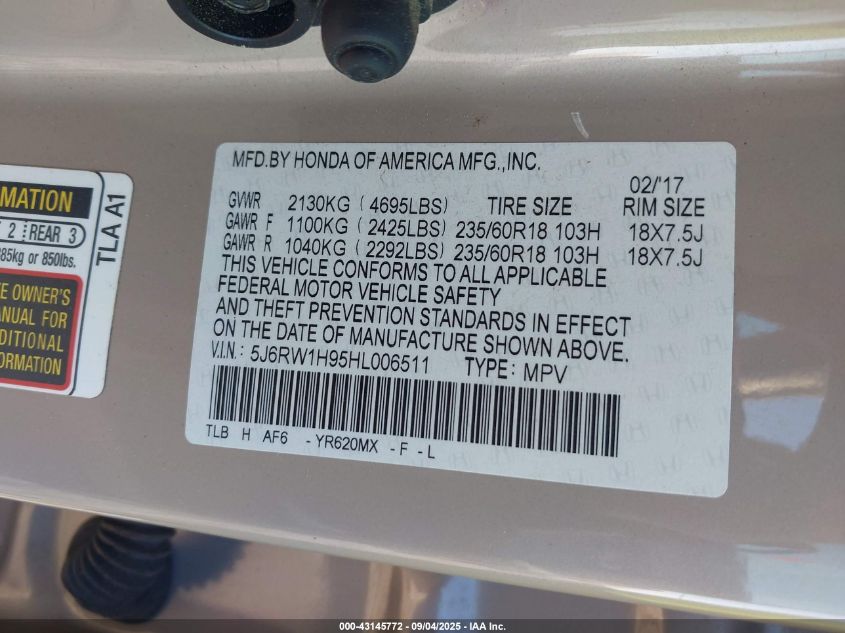 MFD.BY HONDA OF AMERICA MFG.,INC.
02/'17
GVWR 2130KG (4695LBS) TIRE SIZE RIM SIZE
GAWR F 1100KG (2425LBS) 235/60R18 103H 18X7.5J
GAWR R 1040KG (2292LBS) 235/60R18 103H 18X7.5J
THIS VEHICLE CONFORMS TO ALL APPLICABLE
FEDERAL MOTOR VEHICLE SAFETY
AND THEFT PREVENTION STANDARDS IN EFFECT
ON THE DATE OF MANUFACTURE SHOWN ABOVE.
V.I.N: 5J6RW1H95HL006511 TYPE: MPV
TLB H AF6 -YR620MX -F -L
RMATION
2 REAR 3
385kg or 850lbs.
E OWNER'S
ANUAL FOR
DDITIONAL
FORMATION
TLA A1
000-43145772 - 09/04/2025 - IAA Inc.